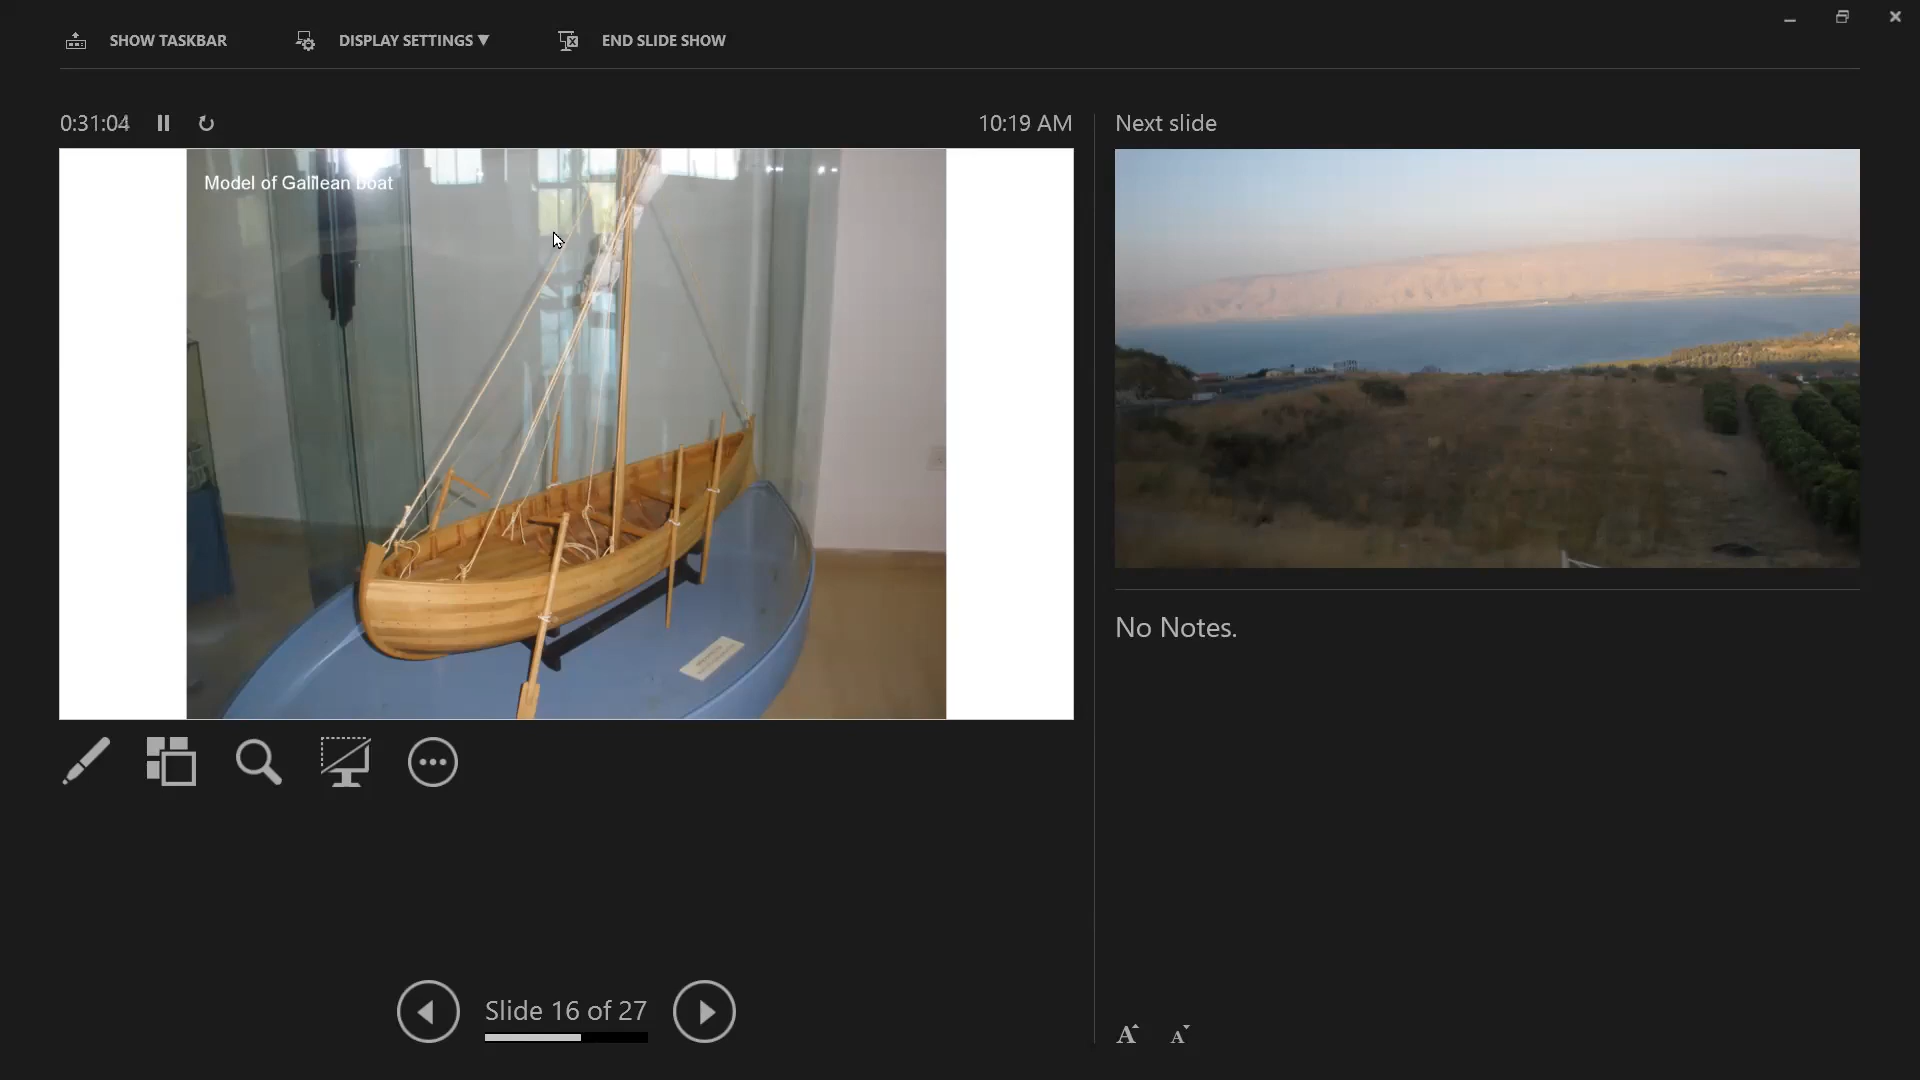 SHOW TASKBAR
DISPLAY SETTINGS ▼
END SLIDE SHOW
0:31:04
10:19 AM
Next slide
Model of Galilean boat
No Notes.
Slide 16 of 27
A A